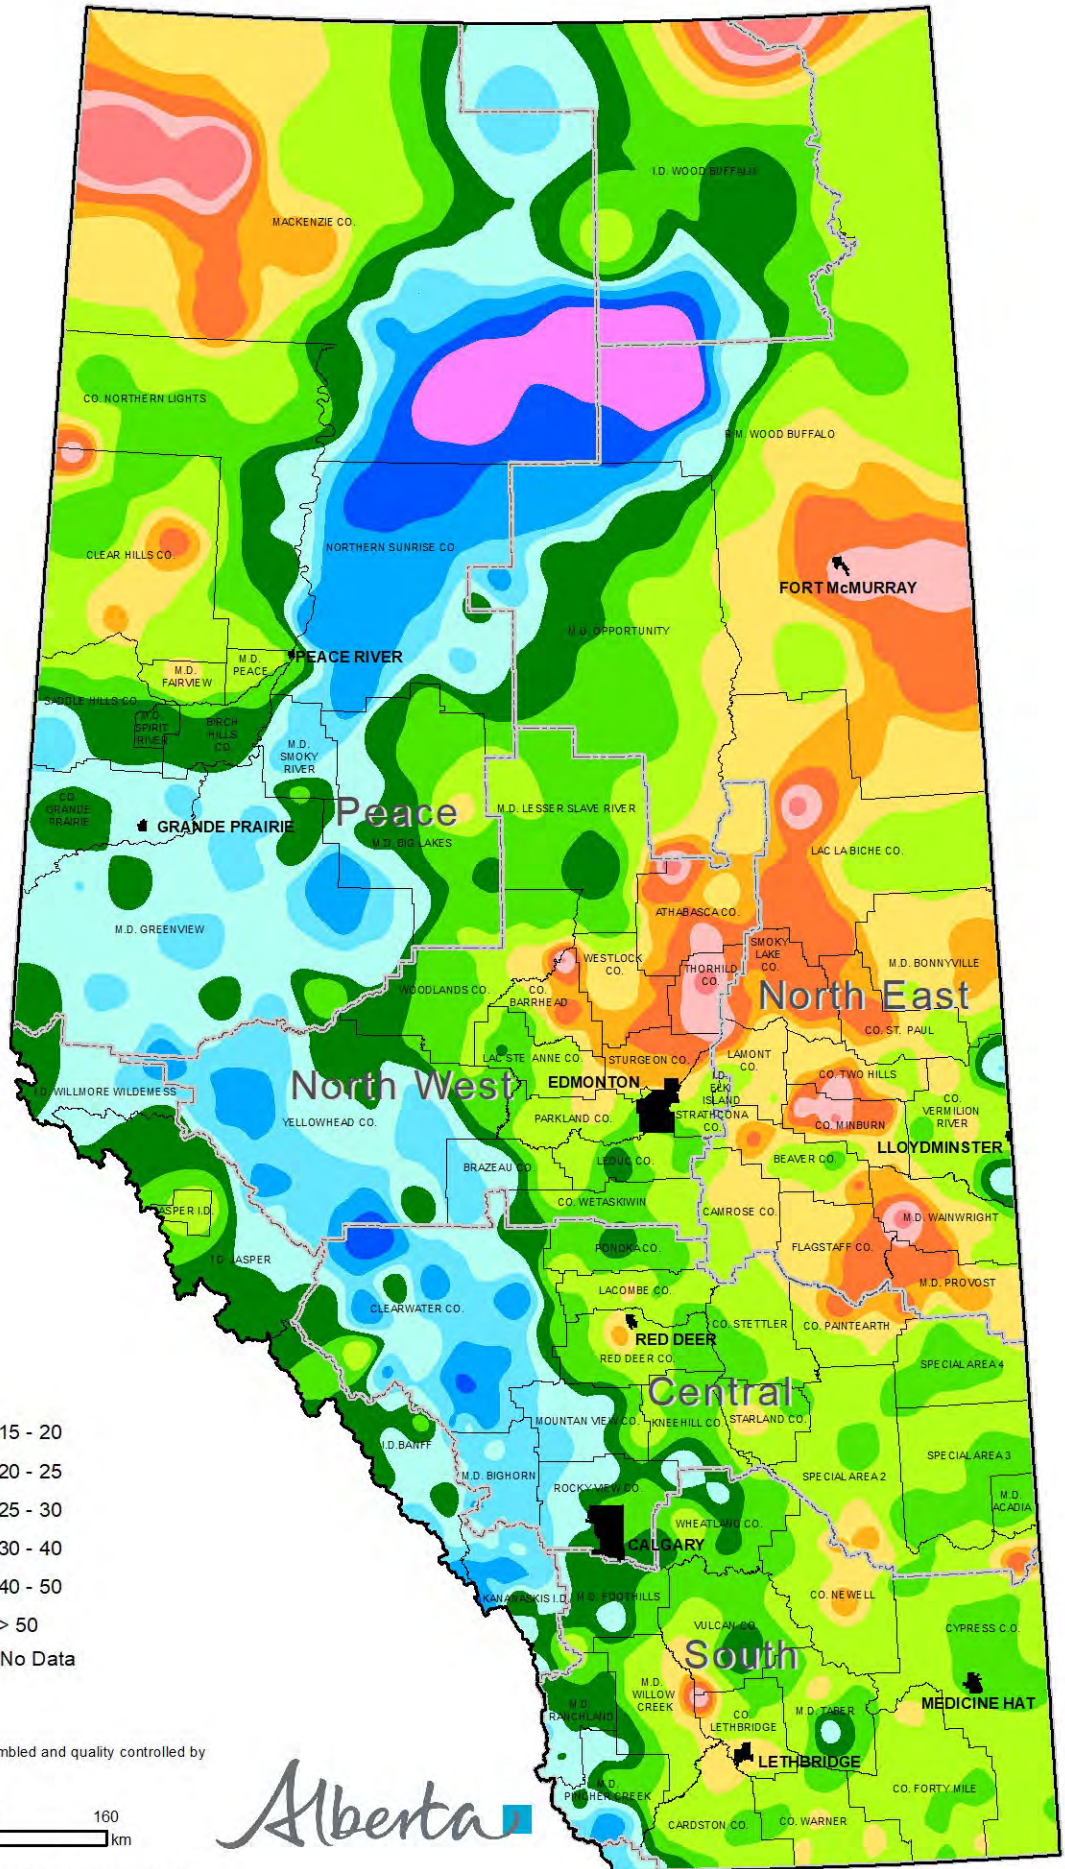 I.D. WOOD BUFFALO
MACKENZIE CO.
CO. NORTHERN LIGHTS
R.M. WOOD BUFFALO
CLEAR HILLS CO.
NORTHERN SUNRISE CO
FORT McMURRAY
M.D. OPPORTUNITY
PEACE RIVER
M.D.
PEACE
M.D.
FAIRVIEW
SADDLE HILLS CO.
M.D.
SPIRIT
RIVER
BIRCH
HILLS
CO.
M.D.
SMOKY
RIVER
CO.
GRANDE
PRAIRIE
GRANDE PRAIRIE
Peace
M.D. BIG LAKES
M.D. LESSER SLAVE RIVER
LAC LA BICHE CO.
ATHABASCA CO.
M.D. GREENVIEW
WESTLOCK
CO.
SMOKY
LAKE
CO.
THORHILD
CO.
M.D. BONNYVILLE
WOODLANDS CO.
CO.
BARRHEAD
North East
CO. ST. PAUL
LAC STE ANNE CO.
STURGEON CO.
LAMONT
CO.
North West
EDMONTON
I.D.
ELK
ISLAND
CO. TWO HILLS
I.D. WILLMORE WILDERNESS
YELLOWHEAD CO.
PARKLAND CO.
STRATHCONA
CO.
CO. MINBURN
CO.
VERMILION
RIVER
LLOYDMINSTER
BRAZEAU CO.
LEDUC CO.
BEAVER CO.
JASPER I.D.
CO. WETASKIWIN
CAMROSE CO.
M.D. WAINWRIGHT
I.D. JASPER
PONOKA CO.
FLAGSTAFF CO.
M.D. PROVOST
CLEARWATER CO.
LACOMBE CO.
CO. STETTLER
CO. PAINTEARTH
RED DEER
RED DEER CO.
SPECIAL AREA 4
Central
MOUNTAN VIEW CO.
KNEEHILL CO.
STARLAND CO.
I.D. BANFF
M.D. BIGHORN
ROCKY VIEW CO.
SPECIAL AREA 2
SPECIAL AREA 3
M.D.
ACADIA
WHEATLAND CO.
CALGARY
KANANASKIS I.D.
M.D. FOOTHILLS
CO. NEWELL
VULCAN CO.
CYPRESS C.O.
South
M.D.
WILLOW
CREEK
M.D.
RANCHLAND
CO.
LETHBRIDGE
M.D. TABER
MEDICINE HAT
LETHBRIDGE
M.D.
PINCHER CREEK
CO. FORTY MILE
CARDSTON CO.
CO. WARNER
15 - 20
20 - 25
25 - 30
30 - 40
40 - 50
> 50
No Data
and quality controlled by
160
km
Alberta